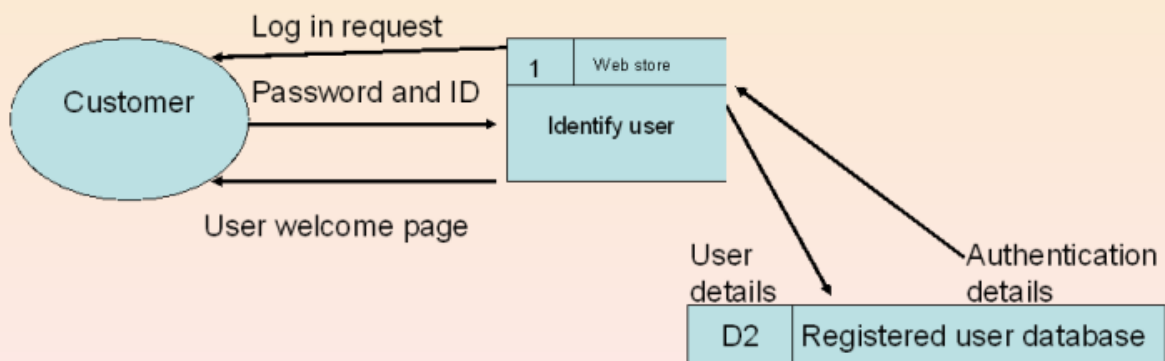 Log in request
1
Web store
Customer
Password and ID
Identify user
User welcome page
User
details
Authentication
details
D2
Registered user database